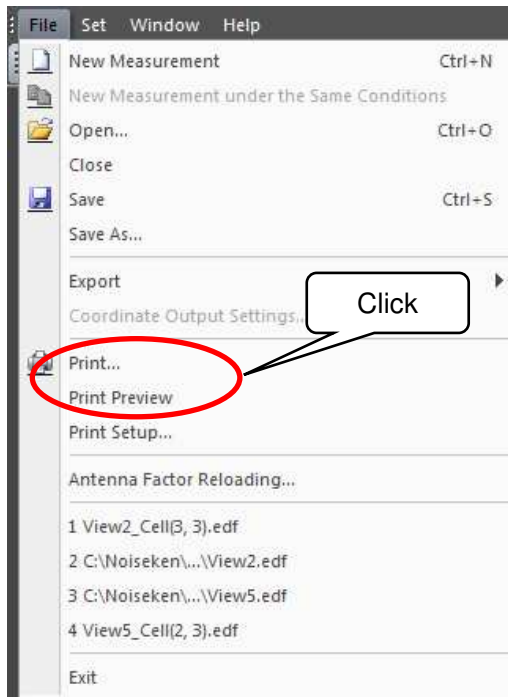 File Set Window Help
New Measurement Ctrl+N
New Measurement under the Same Conditions
Open... Ctrl+O
Close
Save Ctrl+S
Save As...
Export
Click
Coordinate Output Settings...
Print...
Print Preview
Print Setup...
Antenna Factor Reloading...
1 View2_Cell(3, 3).edf
2 C:\Noiseken\...\View2.edf
3 C:\Noiseken\...\View5.edf
4 View5_Cell(2, 3).edf
Exit